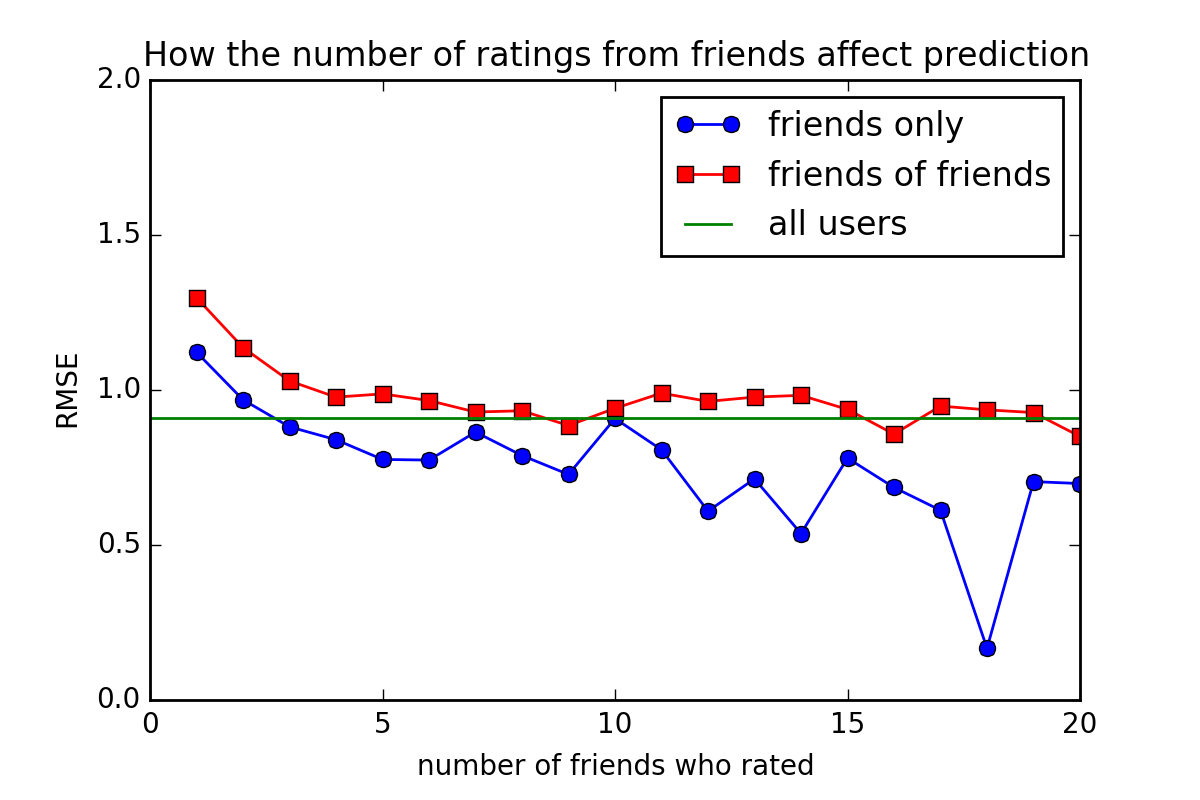 How the number of ratings from friends affect prediction
friends only
friends of friends
all users
RMSE
2.0
1.5
1.0
0.5
0.0
0 5 10 15 20
number of friends who rated